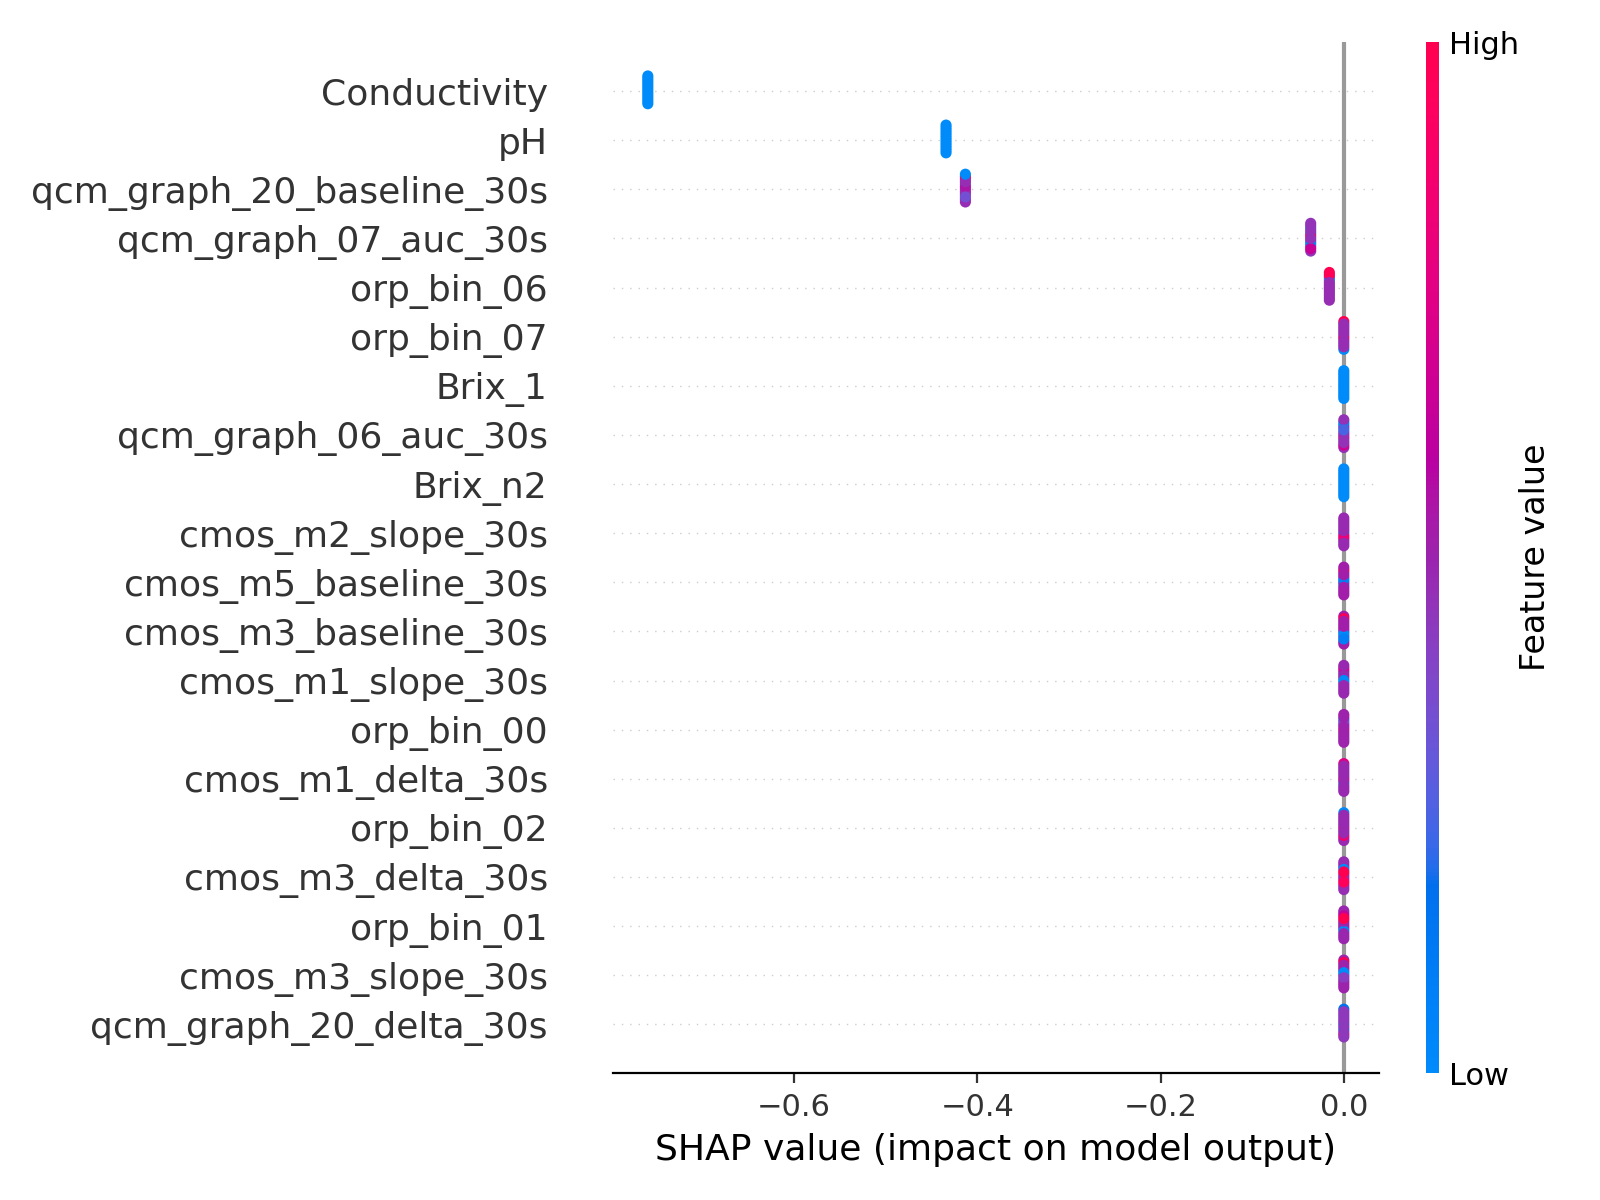 High
Conductivity
pH
qcm_graph_20_baseline_30s
qcm_graph_07_auc_30s
orp_bin_06
orp_bin_07
Brix_1
qcm_graph_06_auc_30s
Brix_n2
cmos_m2_slope_30s
cmos_m5_baseline_30s
cmos_m3_baseline_30s
cmos_m1_slope_30s
orp_bin_00
cmos_m1_delta_30s
orp_bin_02
cmos_m3_delta_30s
orp_bin_01
cmos_m3_slope_30s
qcm_graph_20_delta_30s
Feature value
Low
−0.6 −0.4 −0.2 0.0
SHAP value (impact on model output)